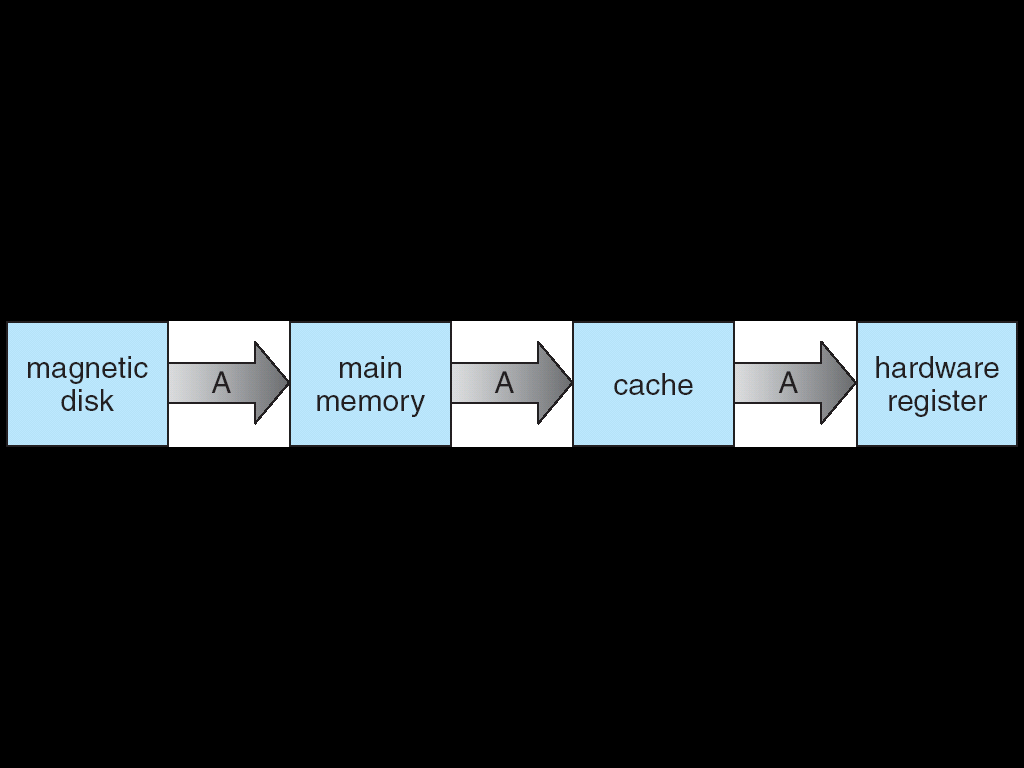 magnetic
disk
A
main
memory
A
cache
A
hardware
register